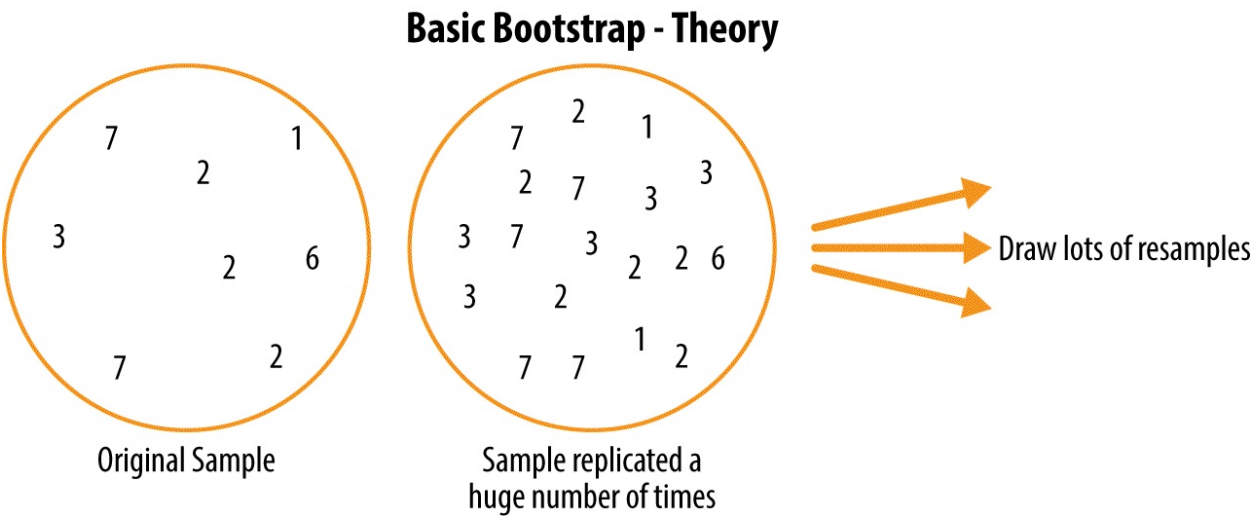 Basic Bootstrap - Theory
7 1
2
3
2 6
7 2
Original Sample
2
7 1
2 7 3
3
3 7 3
2 2 6
3 2
1
7 7 2
Sample replicated a
huge number of times
Draw lots of resamples